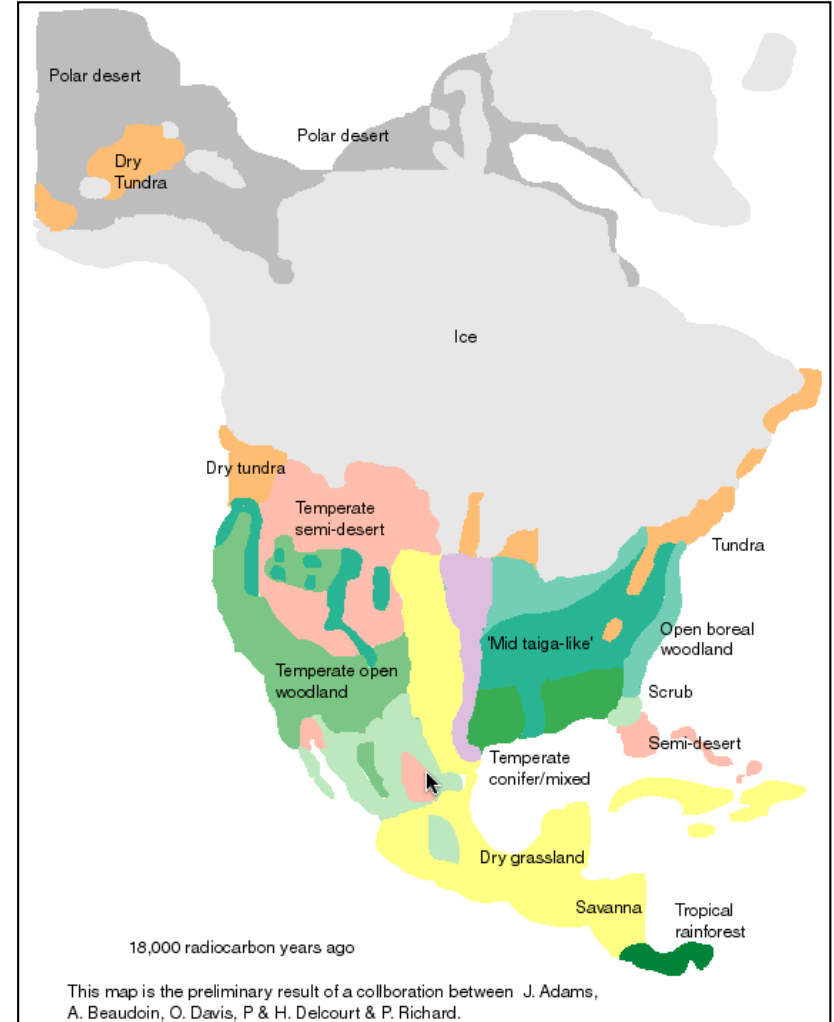 Polar desert
Polar desert
Dry
Tundra
Ice
Dry tundra
Temperate
semi-desert
Tundra
'Mid taiga-like'
Open boreal
woodland
Temperate open
woodland
Scrub
Semi-desert
Temperate
conifer/mixed
Dry grassland
Savanna
Tropical
rainforest
18,000 radiocarbon years ago
This map is the preliminary result of a collboration between J. Adams,
A. Beaudoin, O. Davis, P & H. Delcourt & P. Richard.